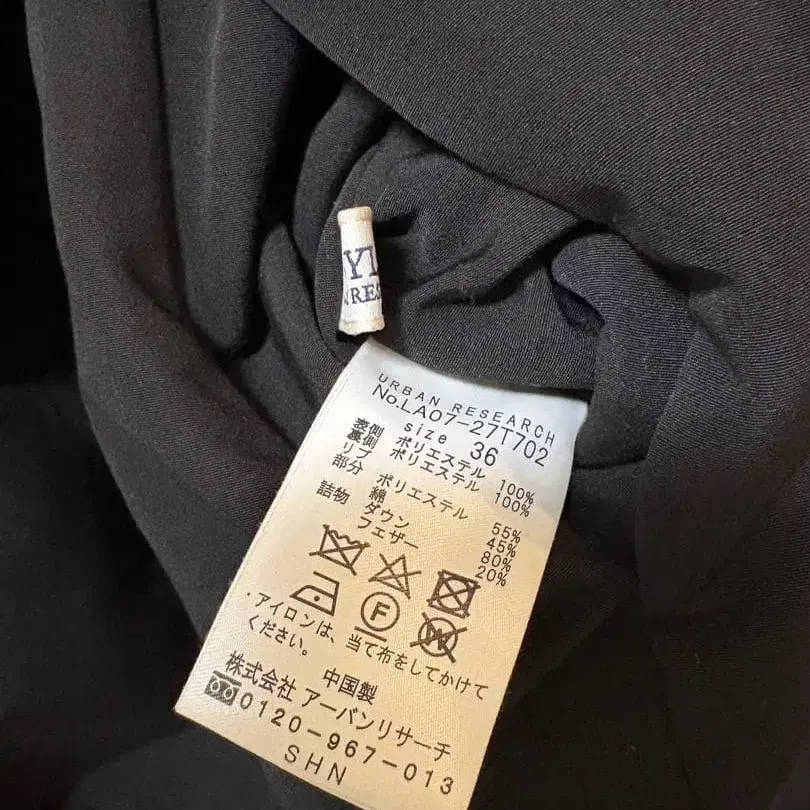 YL
N RES
URBAN RESEARCH
No.LA07-27T702
size 36
表側 ポリエステル 100%
裏側 ポリエステル 100%
リブ部分 ポリエステル 55%
綿 45%
詰物 ダウン 80%
フェザー 20%
F
W
・アイロンは、当て布をしてかけて
ください。
中国製
株式会社 アーバンリサーチ
0120-967-013
SHN